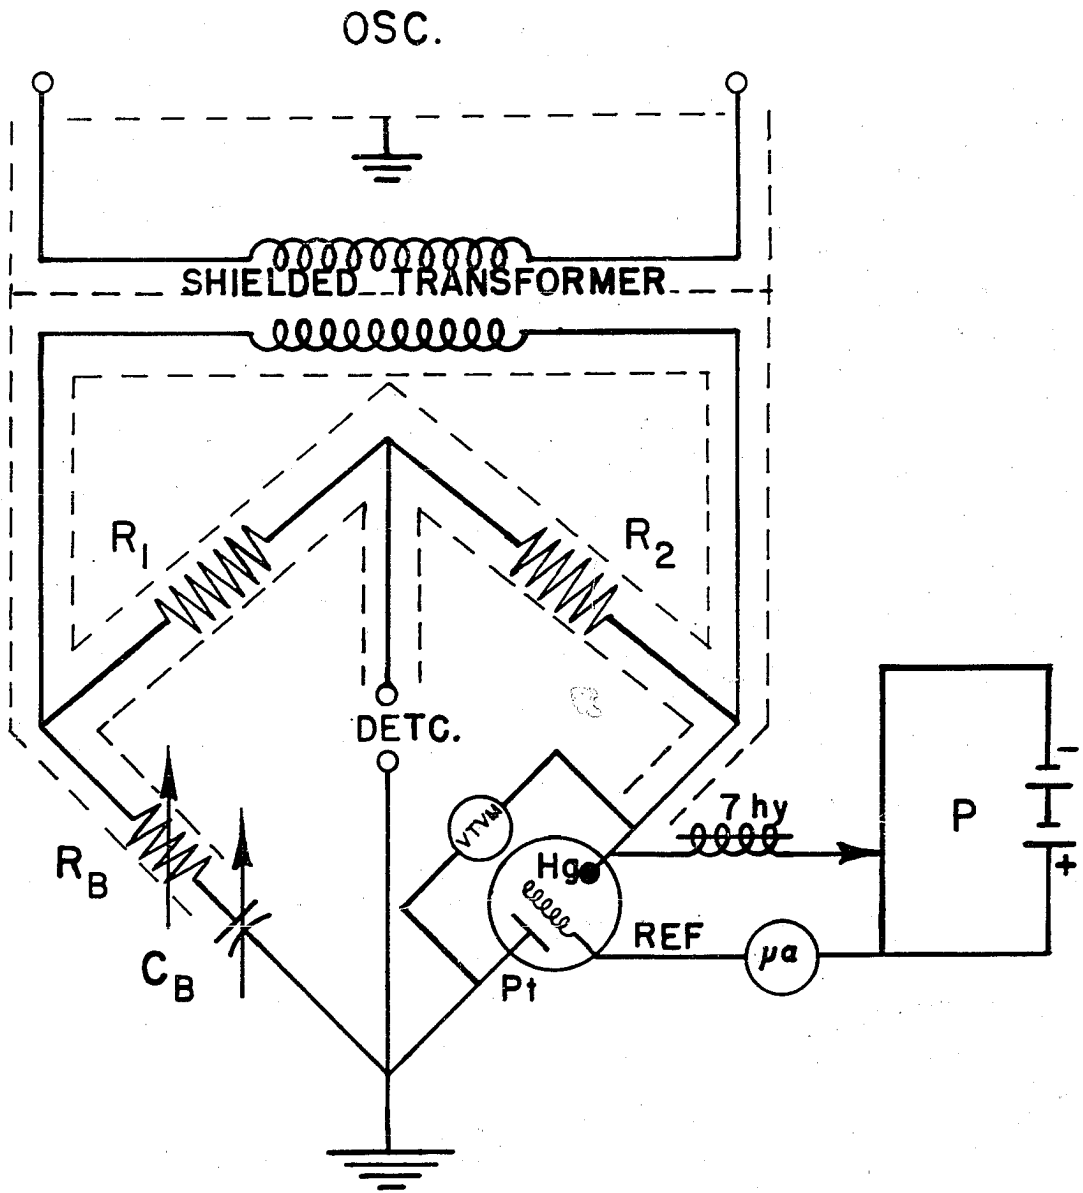 OSC.
SHIELDED TRANSFORMER
R1
R2
DETC.
7 hy
P
-
+
VTVM
Hg
RB
REF
µa
CB
Pt